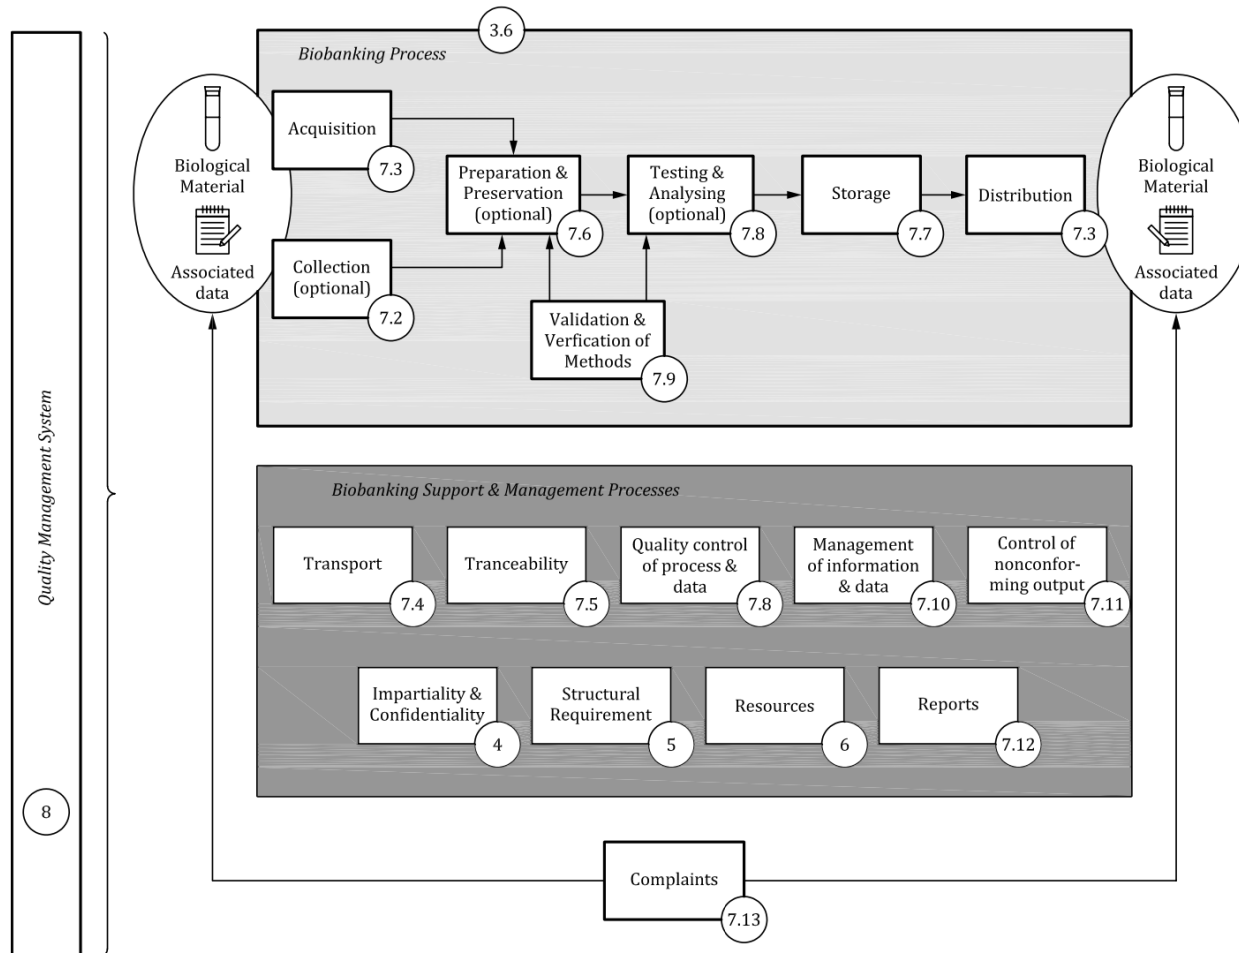 3.6
Biobanking Process
Biological
Material
Associated
data
Acquisition
7.3
Collection
(optional)
7.2
Preparation &
Preservation
(optional)
7.6
Testing &
Analysing
(optional)
7.8
Storage
7.7
Distribution
7.3
Validation &
Verfication of
Methods
7.9
Biological
Material
Associated
data
Quality Management System
8
Biobanking Support & Management Processes
Transport
7.4
Tranceability
7.5
Quality control
of process &
data
7.8
Management
of information
& data
7.10
Control of
nonconfor-
ming output
7.11
Impartiality &
Confidentiality
4
Structural
Requirement
5
Resources
6
Reports
7.12
Complaints
7.13